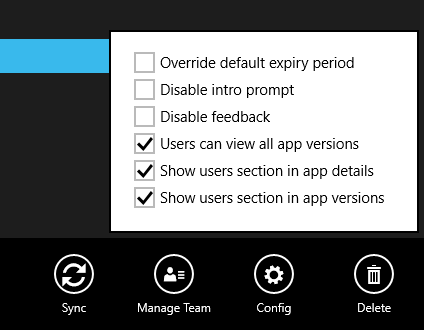 Override default expiry period
Disable intro prompt
Disable feedback
Users can view all app versions
Show users section in app details
Show users section in app versions
Sync
Manage Team
Config
Delete